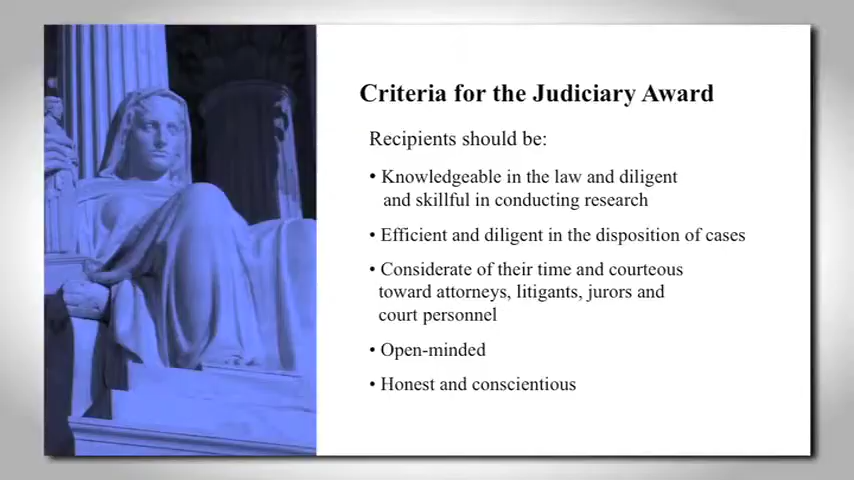 Criteria for the Judiciary Award
Recipients should be:
• Knowledgeable in the law and diligent
and skillful in conducting research
• Efficient and diligent in the disposition of cases
• Considerate of their time and courteous
toward attorneys, litigants, jurors and
court personnel
• Open-minded
• Honest and conscientious